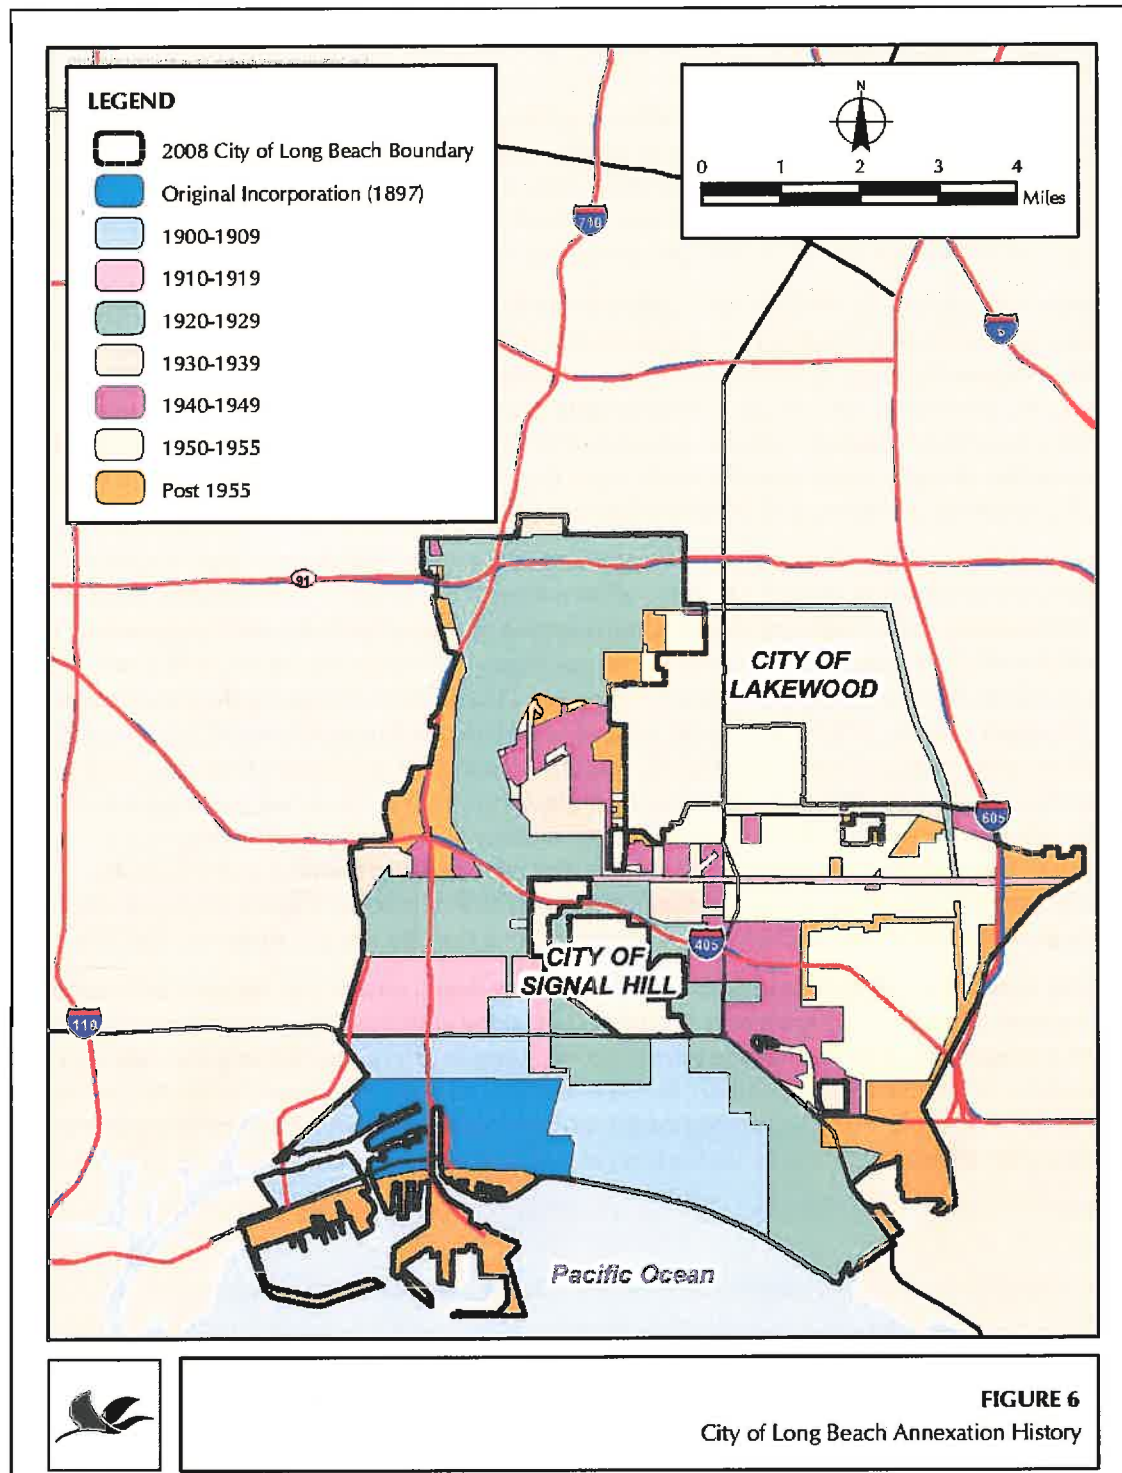 LEGEND
2008 City of Long Beach Boundary
Original Incorporation (1897)
1900-1909
1910-1919
1920-1929
1930-1939
1940-1949
1950-1955
Post 1955
N
0 1 2 3 4
Miles
710
5
91
CITY OF
LAKEWOOD
605
405
CITY OF
SIGNAL HILL
110
Pacific Ocean
FIGURE 6
City of Long Beach Annexation History